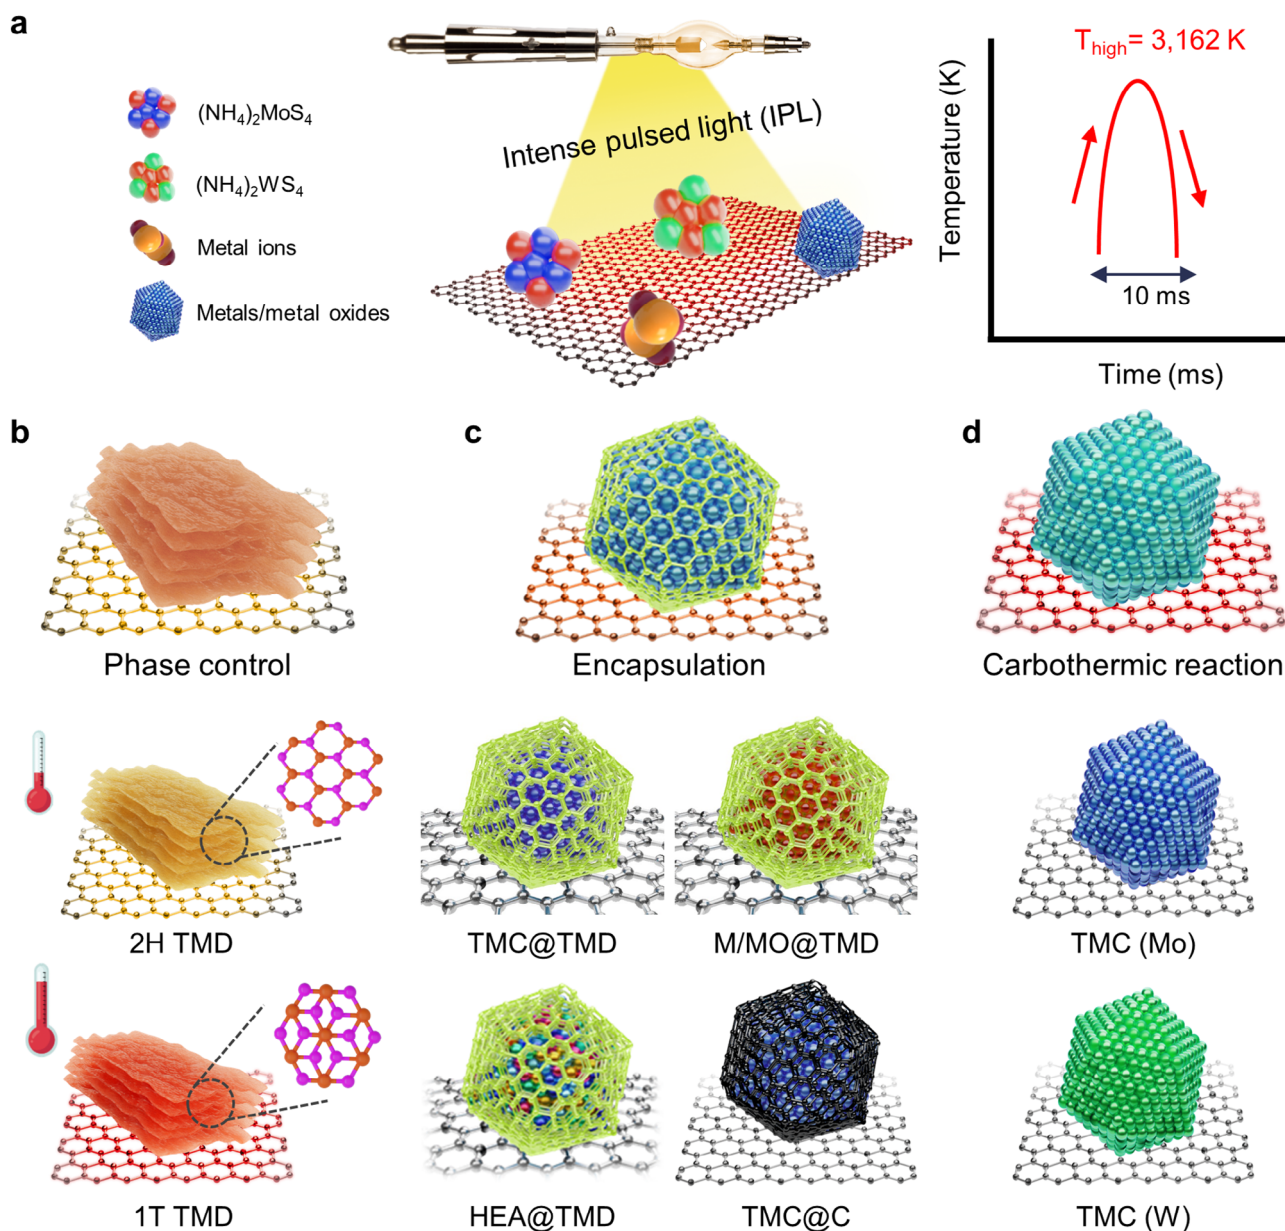 a
(NH₄)₂MoS₄
(NH₄)₂WS₄
Metal ions
Metals/metal oxides
Intense pulsed light (IPL)
Temperature (K)
T_high = 3,162 K
10 ms
Time (ms)
b
Phase control
2H TMD
1T TMD
c
Encapsulation
TMC@TMD
M/MO@TMD
HEA@TMD
TMC@C
d
Carbothermic reaction
TMC (Mo)
TMC (W)